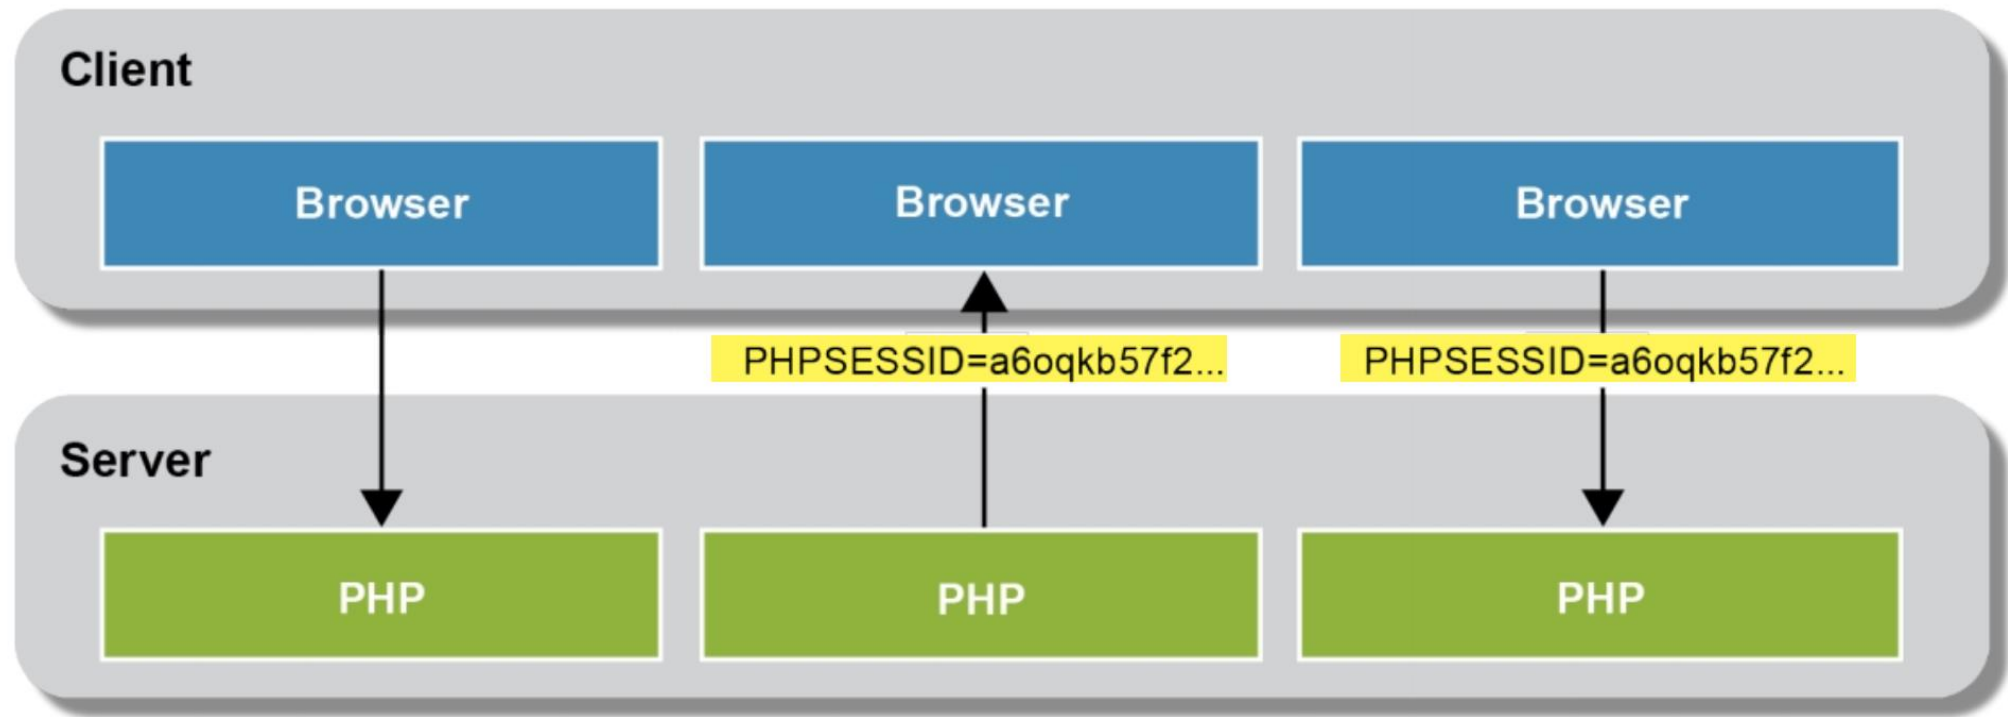 Client
Browser
Browser
Browser
PHPSESSID=a6oqkb57f2...
PHPSESSID=a6oqkb57f2...
Server
PHP
PHP
PHP